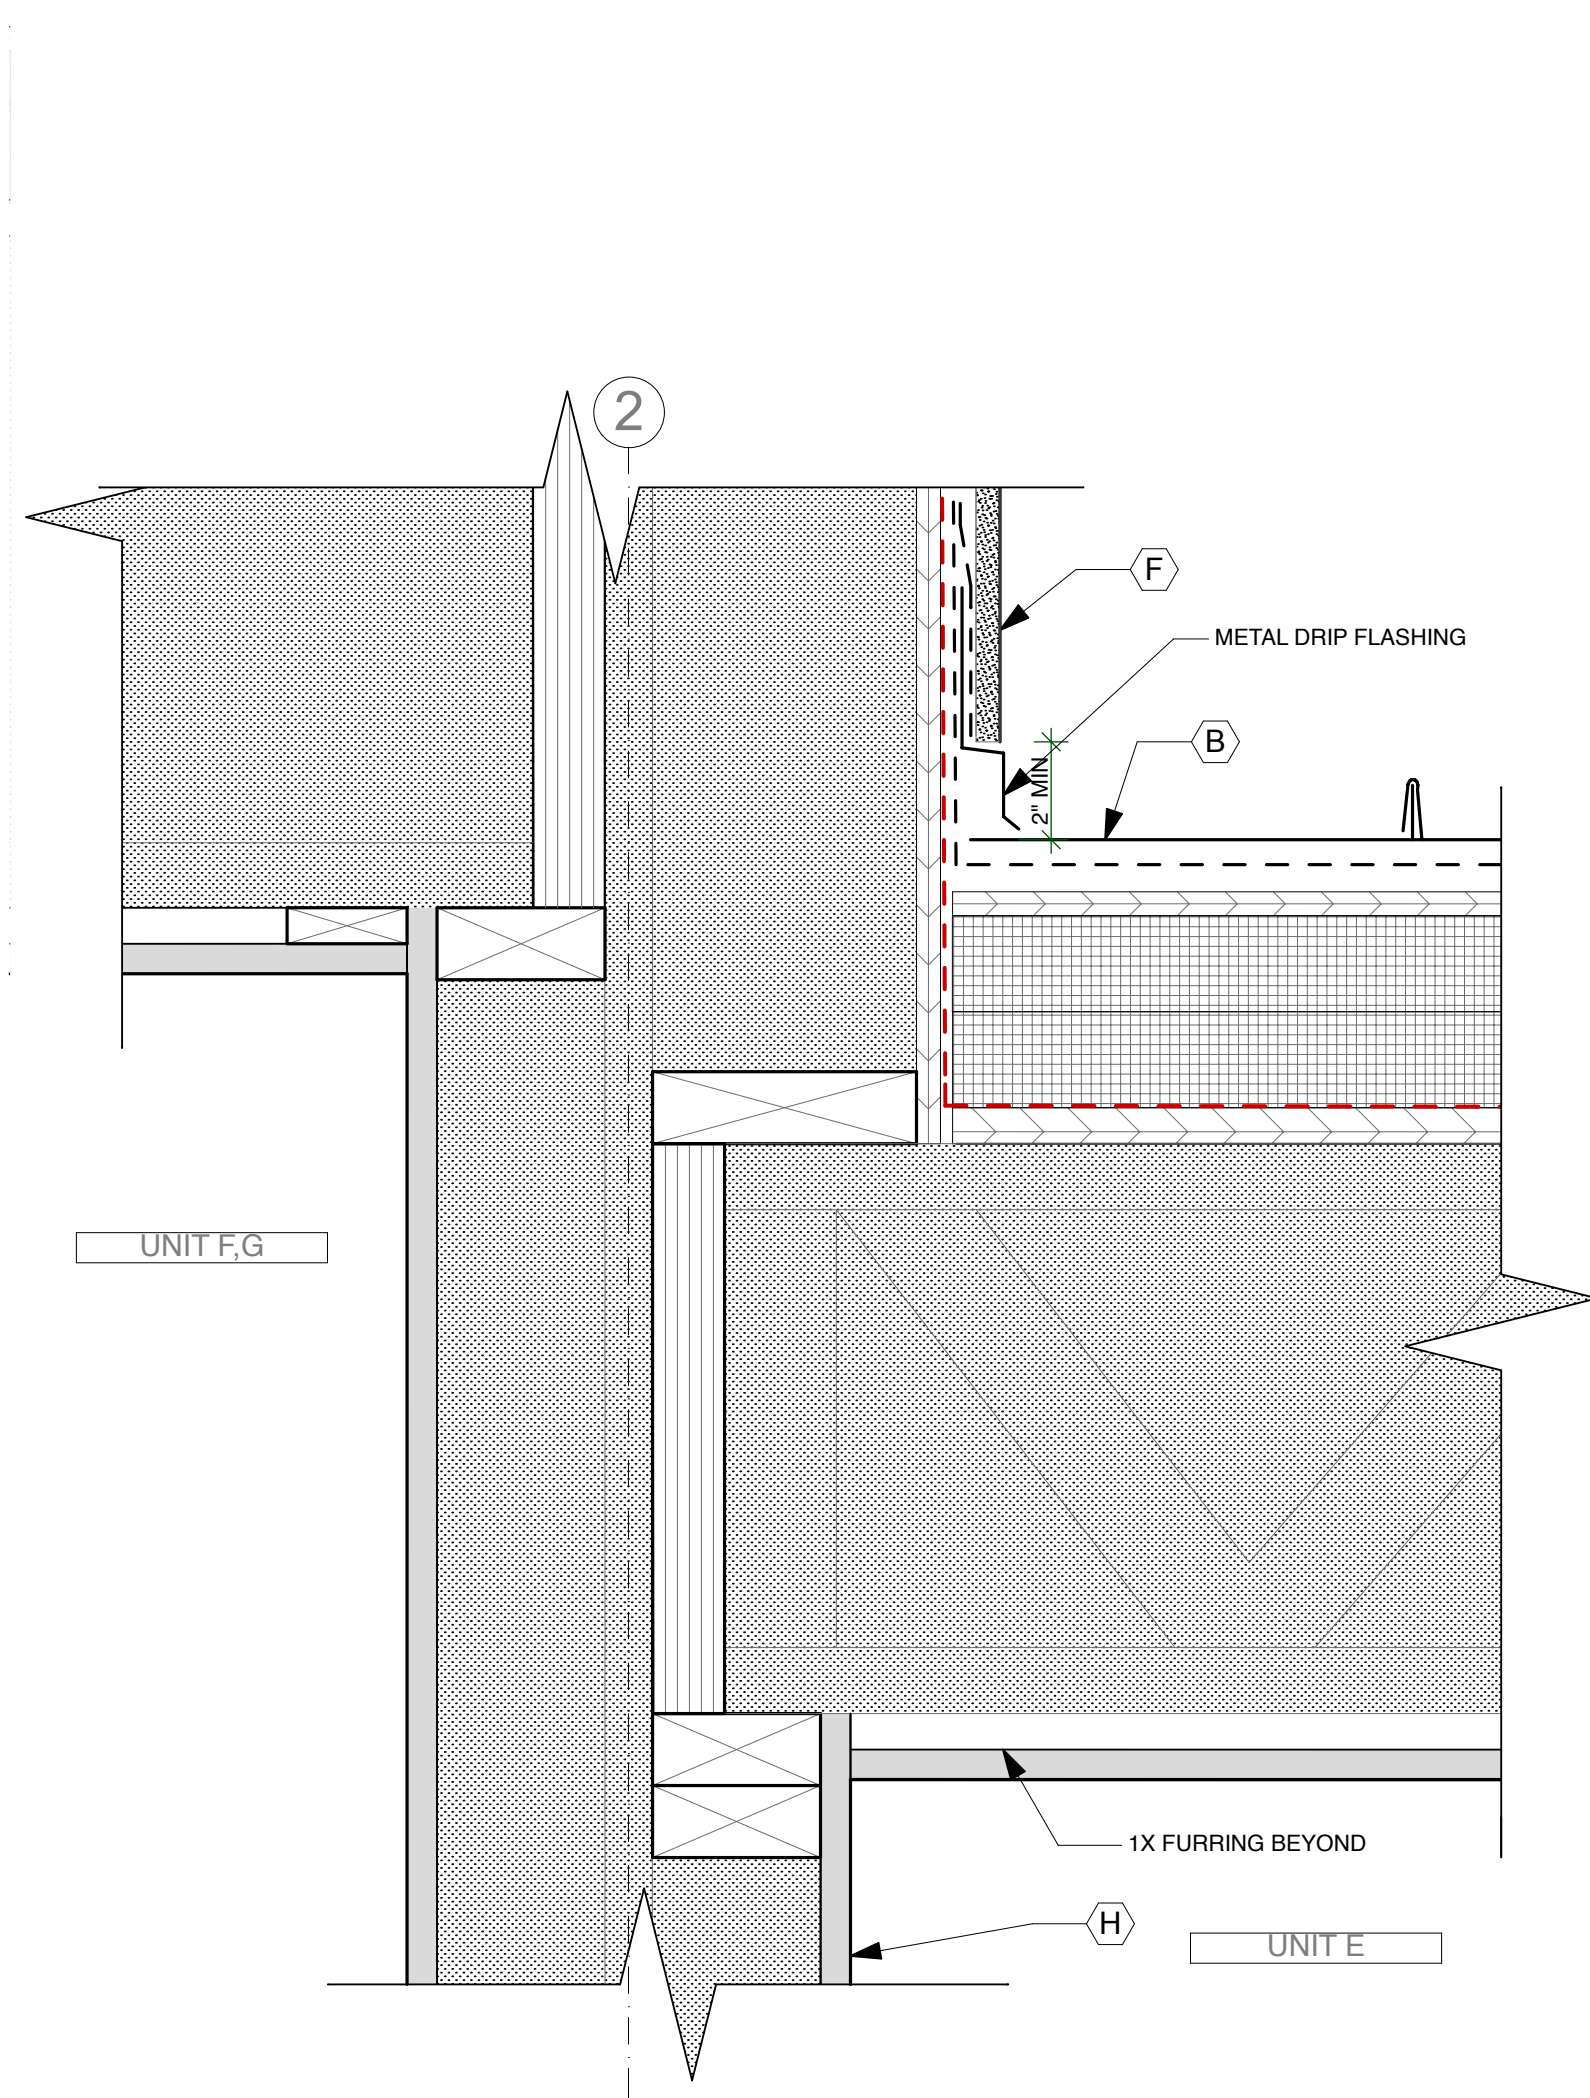 2
F
METAL DRIP FLASHING
B
2" MIN
UNIT F,G
1X FURRING BEYOND
H
UNIT E